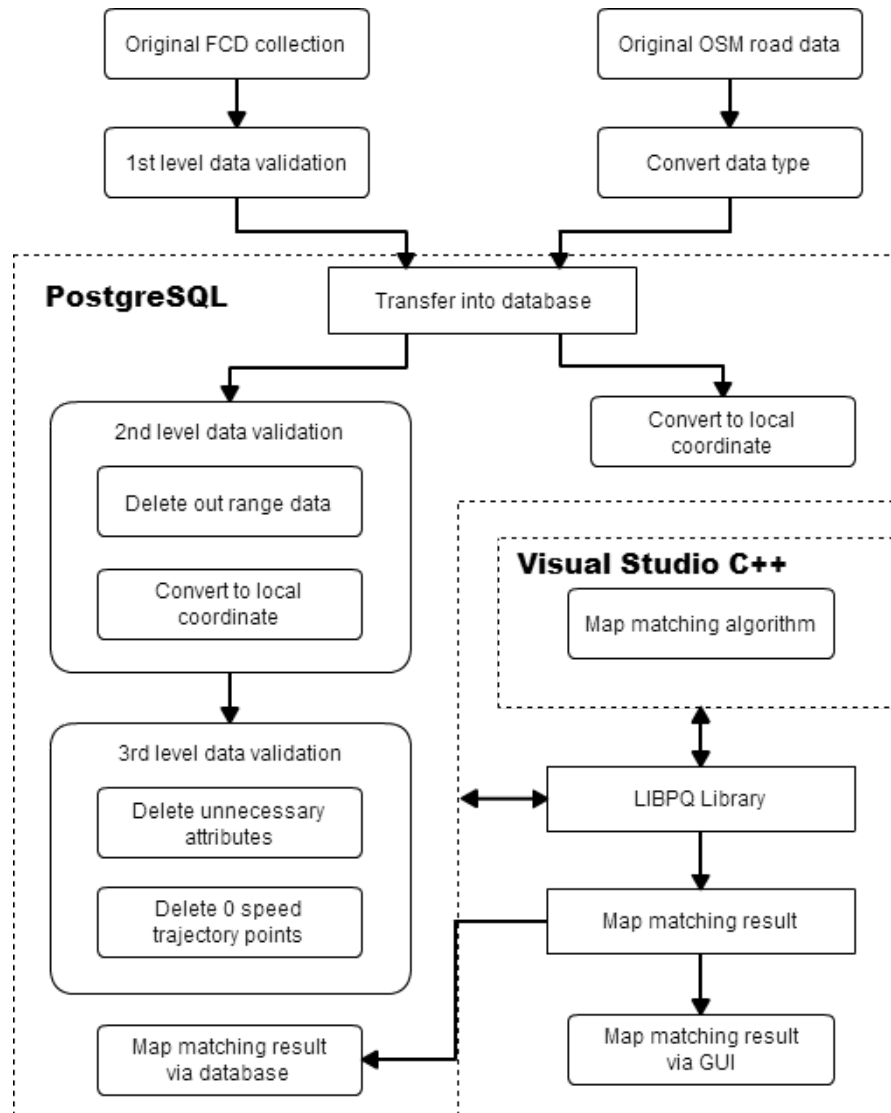 Original FCD collection
Original OSM road data
1st level data validation
Convert data type
PostgreSQL
Transfer into database
2nd level data validation
Delete out range data
Convert to local
coordinate
Convert to local
coordinate
Visual Studio C++
Map matching algorithm
3rd level data validation
Delete unnecessary
attributes
Delete 0 speed
trajectory points
LIBPQ Library
Map matching result
Map matching result
via database
Map matching result
via GUI